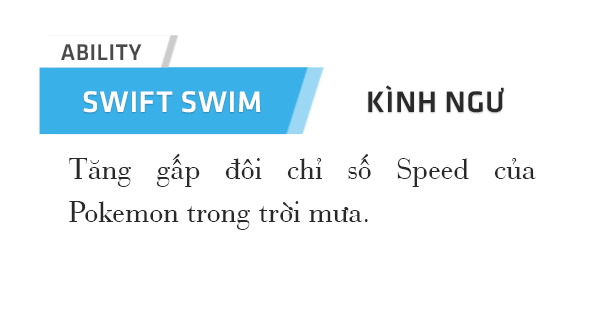 ABILITY
SWIFT SWIM KÌNH NGƯ
Tăng gấp đôi chỉ số Speed của
Pokemon trong trời mưa.